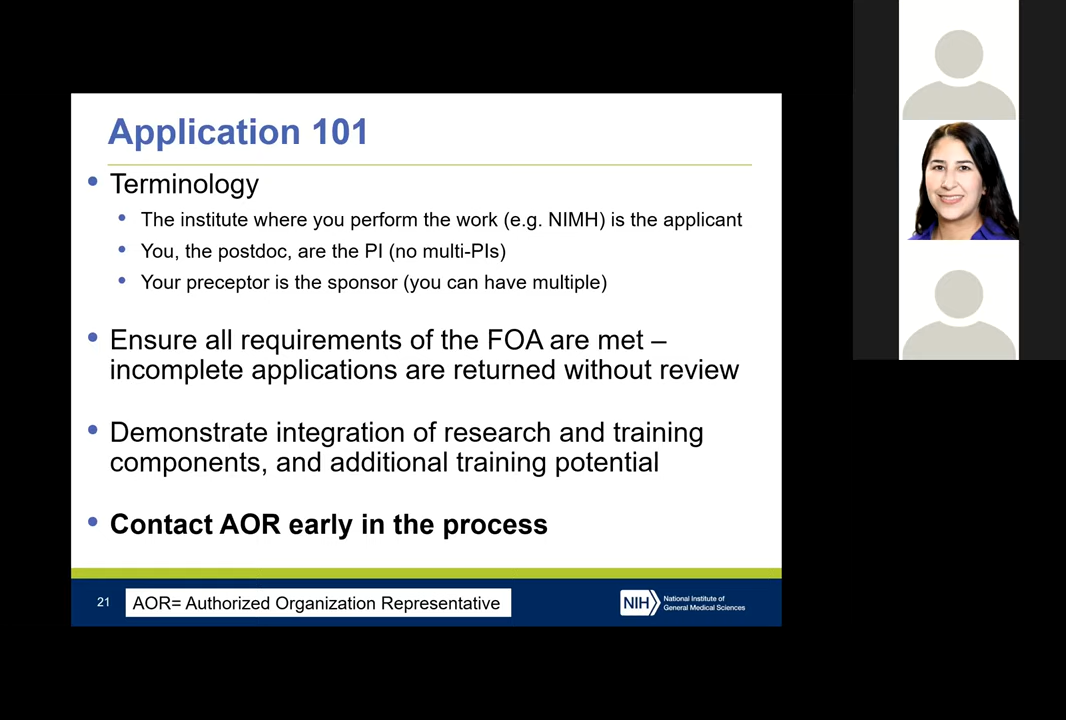 Application 101
Terminology
The institute where you perform the work (e.g. NIMH) is the applicant
You, the postdoc, are the PI (no multi-PIs)
Your preceptor is the sponsor (you can have multiple)
Ensure all requirements of the FOA are met –
incomplete applications are returned without review
Demonstrate integration of research and training
components, and additional training potential
Contact AOR early in the process
21
AOR= Authorized Organization Representative
NIH
National Institute of
General Medical Sciences